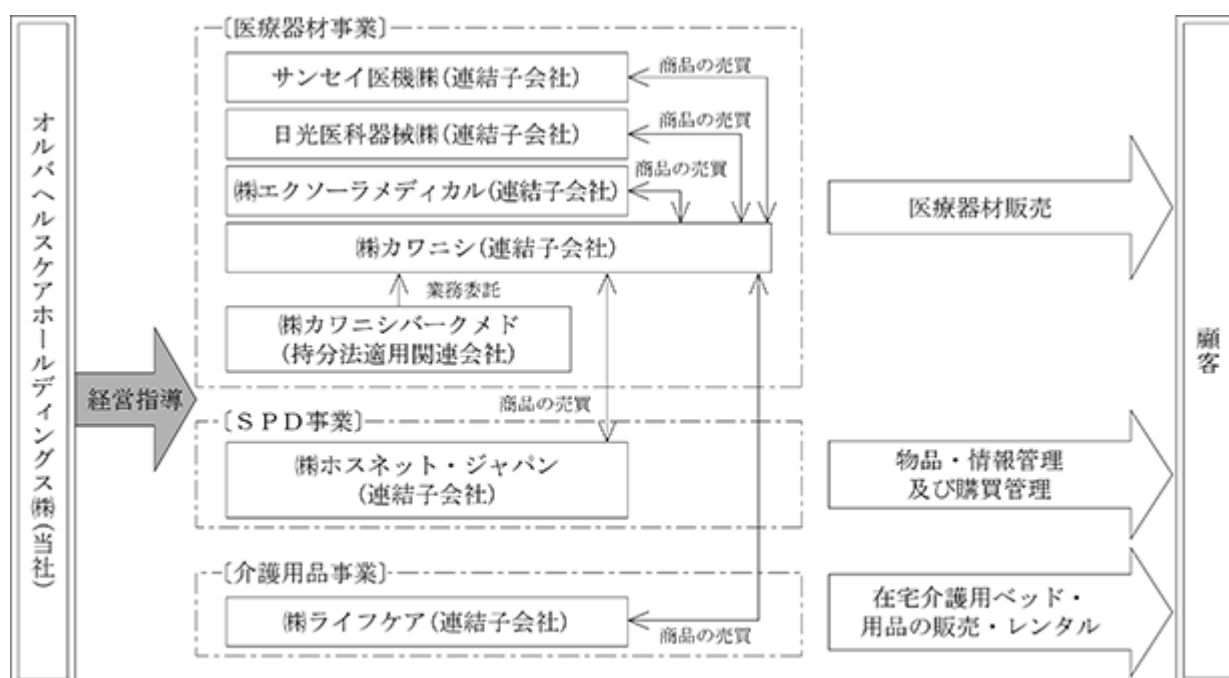 オルバヘルスケアホールディングス㈱(当社)
経営指導
〔医療器材事業〕
サンセイ医機㈱(連結子会社)
商品の売買
日光医科器械㈱(連結子会社)
商品の売買
㈱エクソーラメディカル(連結子会社)
商品の売買
㈱カワニシ(連結子会社)
業務委託
㈱カワニシバークメド
(持分法適用関連会社)
商品の売買
〔ＳＰＤ事業〕
㈱ホスネット・ジャパン
(連結子会社)
〔介護用品事業〕
㈱ライフケア(連結子会社)
商品の売買
医療器材販売
物品・情報管理
及び購買管理
在宅介護用ベッド・
用品の販売・レンタル
顧客